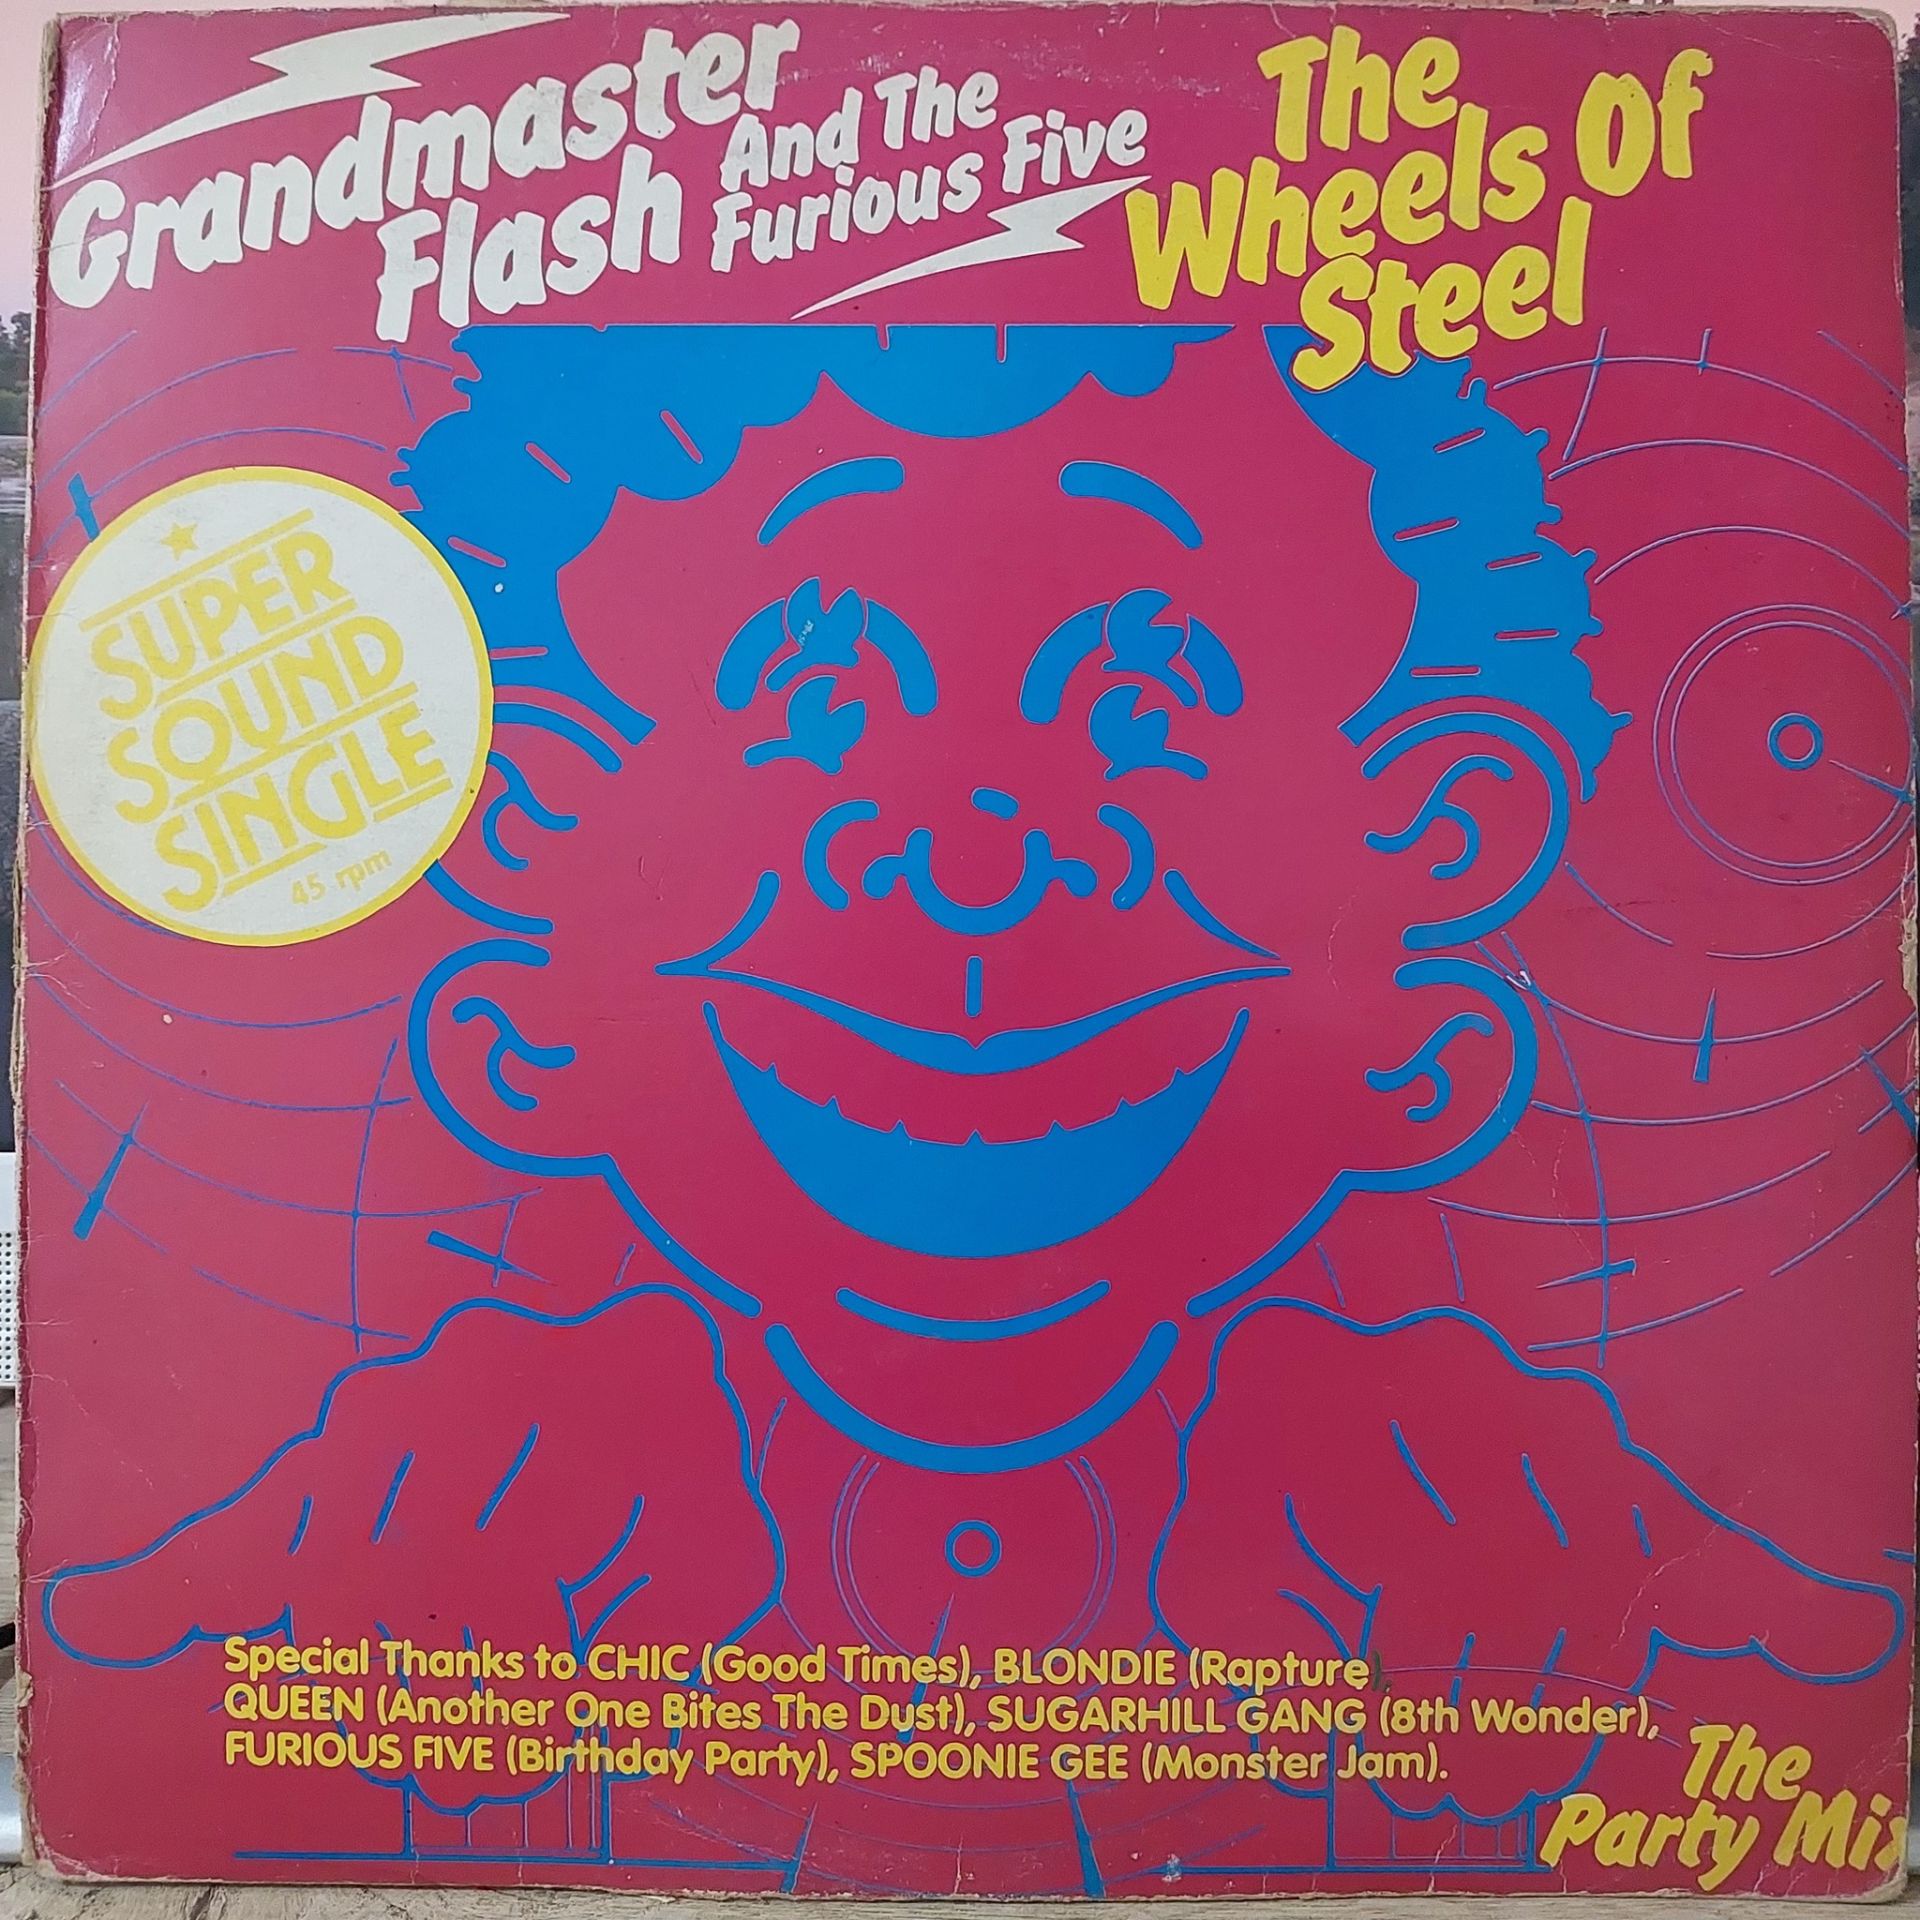 Grandmaster
Flash And The
Furious Five
The
Wheels Of
Steel
SUPER
SOUND
SINGLE
45 rpm
Special Thanks to CHIC (Good Times), BLONDIE (Rapture),
QUEEN (Another One Bites The Dust), SUGARHILL GANG (8th Wonder),
FURIOUS FIVE (Birthday Party), SPOONIE GEE (Monster Jam).
The
Party Mix